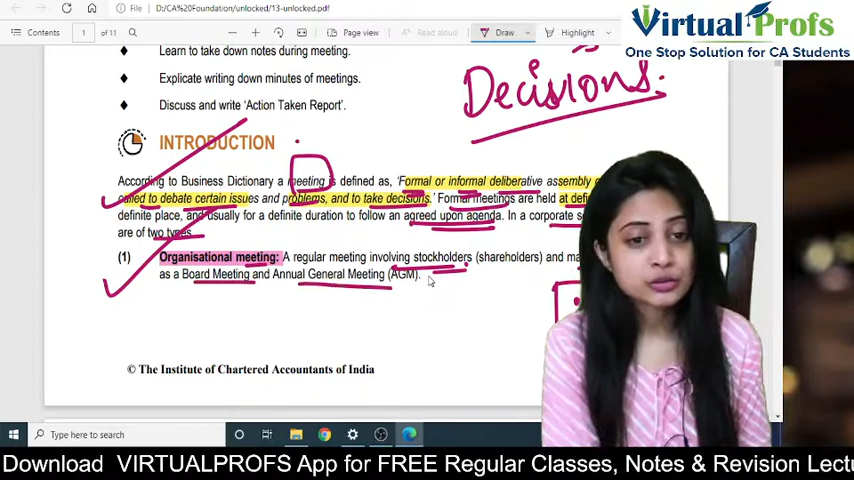 File
D:/CA%20Foundation/unlocked/13-unlocked.pdf
Virtual Profs
One Stop Solution for CA Students
Contents
1
of 11
Page view
Read aloud
Draw
Highlight
Learn to take down notes during meeting.
Explicate writing down minutes of meetings.
Discuss and write 'Action Taken Report'.
Decisions.
INTRODUCTION
According to Business Dictionary a meeting is defined as, 'Formal or informal deliberative assembly
called to debate certain issues and problems, and to take decisions.' Formal meetings are held at
definite place, and usually for a definite duration to follow an agreed upon agenda. In a corporate
are of two types.
(1) Organisational meeting: A regular meeting involving stockholders (shareholders) and
as a Board Meeting and Annual General Meeting (AGM).
© The Institute of Chartered Accountants of India
Type here to search
Download VIRTUALPROFS App for FREE Regular Classes, Notes & Revision